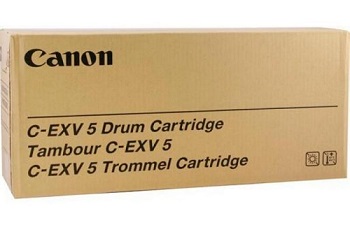 Canon
C-EXV 5 Drum Cartridge
Tambour C-EXV 5
C-EXV 5 Trommel Cartridge